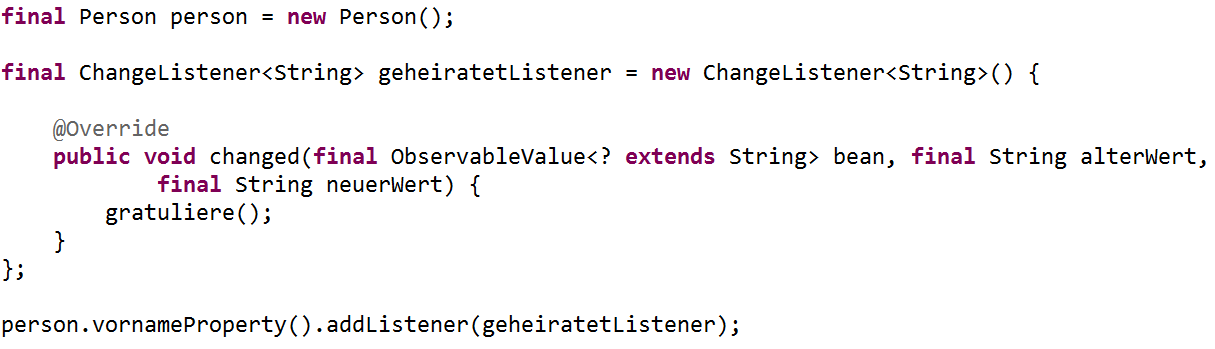 final Person person = new Person();
final ChangeListener<String> geheiratetListener = new ChangeListener<String>() {
@Override
public void changed(final ObservableValue<? extends String> bean, final String alterWert,
final String neuerWert) {
gratuliere();
}
};
person.vornameProperty().addListener(geheiratetListener);